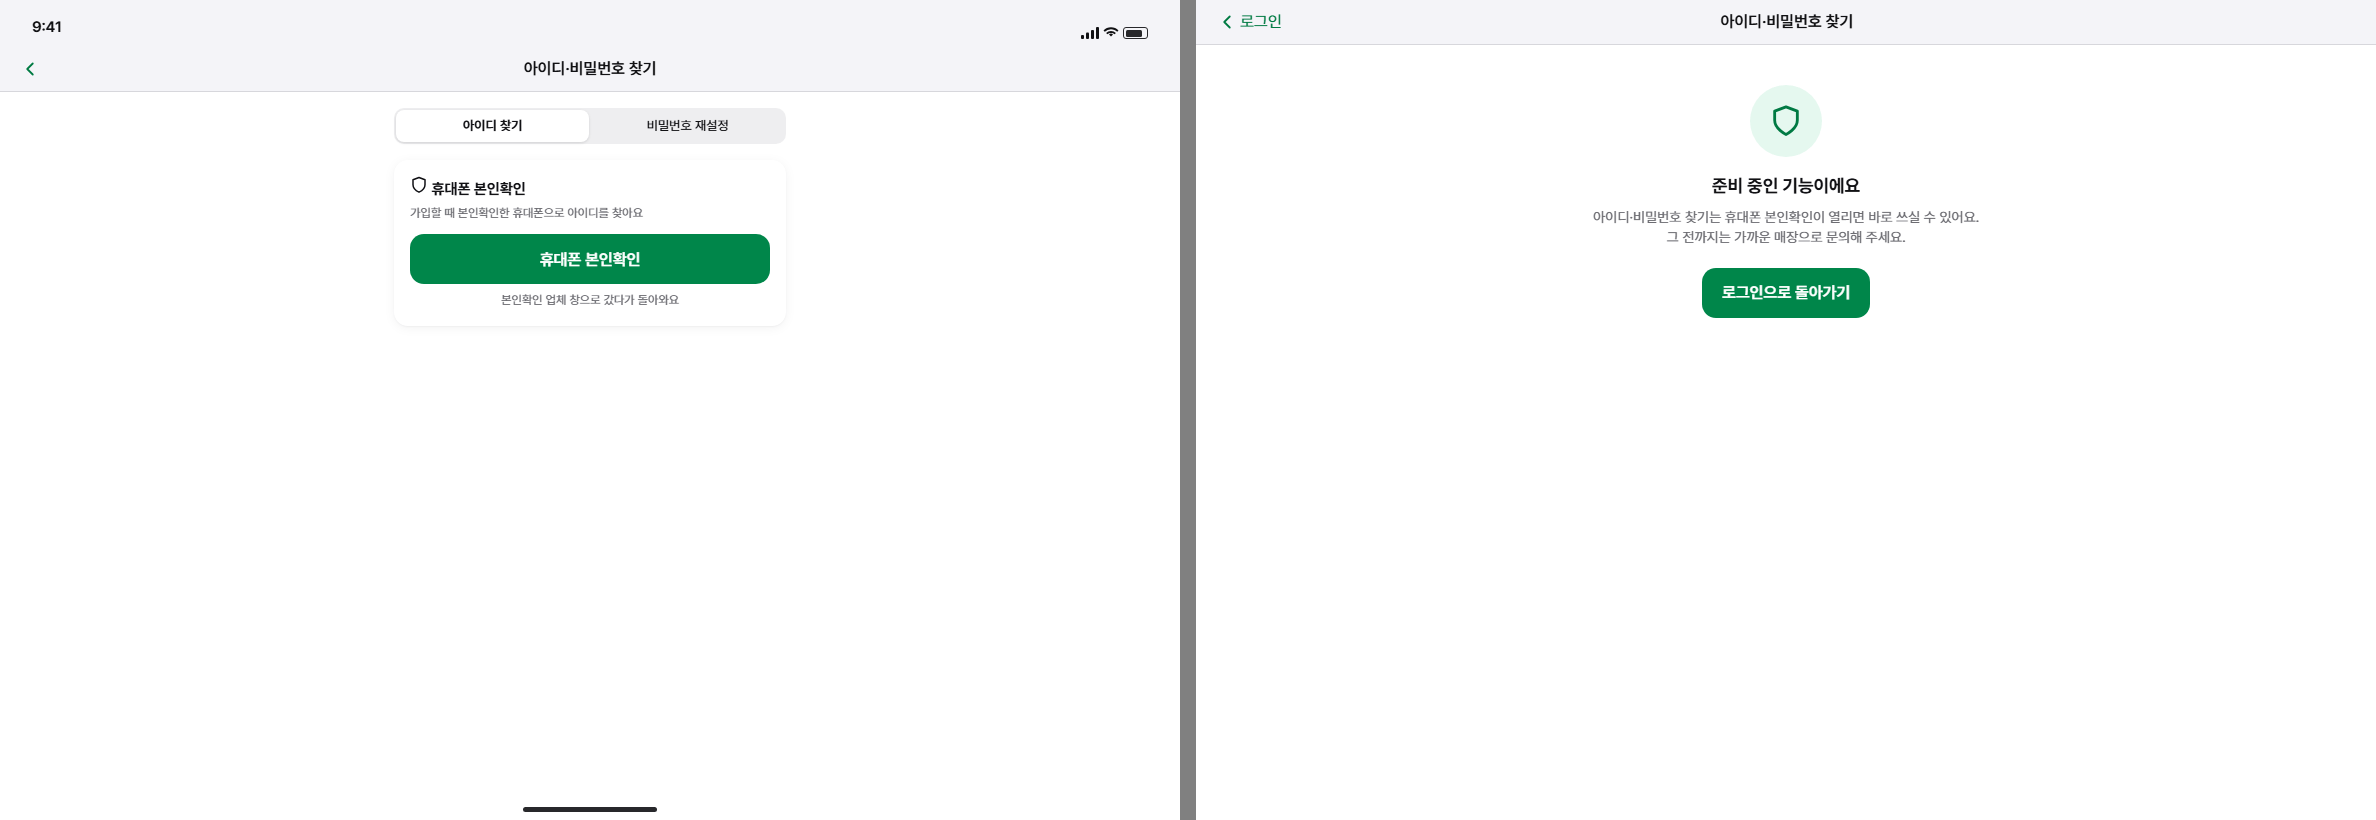 9:41
아이디·비밀번호 찾기
아이디 찾기
비밀번호 재설정
휴대폰 본인확인
가입할 때 본인확인한 휴대폰으로 아이디를 찾아요
휴대폰 본인확인
본인확인 업체 창으로 갔다가 돌아와요
로그인
아이디·비밀번호 찾기
준비 중인 기능이에요
아이디·비밀번호 찾기는 휴대폰 본인확인이 열리면 바로 쓰실 수 있어요.
그 전까지는 가까운 매장으로 문의해 주세요.
로그인으로 돌아가기